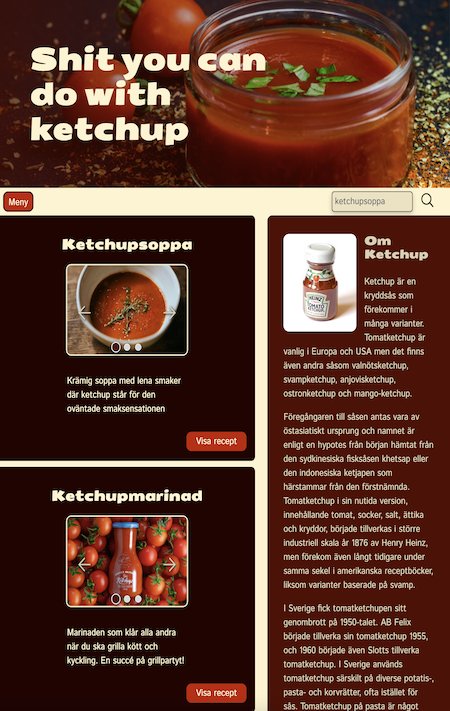 Shit you can
do with
ketchup
Meny
ketchupsoppa
Ketchupsoppa
Krämig soppa med lena smaker
där ketchup står för den
oväntade smaksensationen
Visa recept
Ketchupmarinad
Marinaden som klår alla andra
när du ska grilla kött och
kyckling. En succé på grillpartyt!
Visa recept
Om
Ketchup
HEINZ
TOMATO
KETCHUP
Ketchup är en
kryddsås som
förekommer i
många varianter.
Tomatketchup är
vanlig i Europa och USA men det finns
även andra såsom valnötsketchup,
svampketchup, anjovisketchup,
ostronketchup och mango-ketchup.
Föregångaren till såsen antas vara av
östasiatiskt ursprung och namnet är
enligt en hypotes från början hämtat från
den sydkinesiska fisksåsen khetsap eller
den indonesiska ketjapen som
härstammar från den förstnämnda.
Tomatketchup i sin nutida version,
innehållande tomat, socker, salt, ättika
och kryddor, började tillverkas i större
industriell skala år 1876 av Henry Heinz,
men förekom även långt tidigare under
samma sekel i amerikanska receptböcker,
liksom varianter baserade på svamp.
I Sverige fick tomatketchupen sitt
genombrott på 1950-talet. AB Felix
började tillverka sin tomatketchup 1955,
och 1960 började även Slotts tillverka
tomatketchup. I Sverige används
tomatketchup särskilt på diverse potatis-,
pasta- och korvrätter, ofta istället för
sås. Tomatketchup på pasta är något